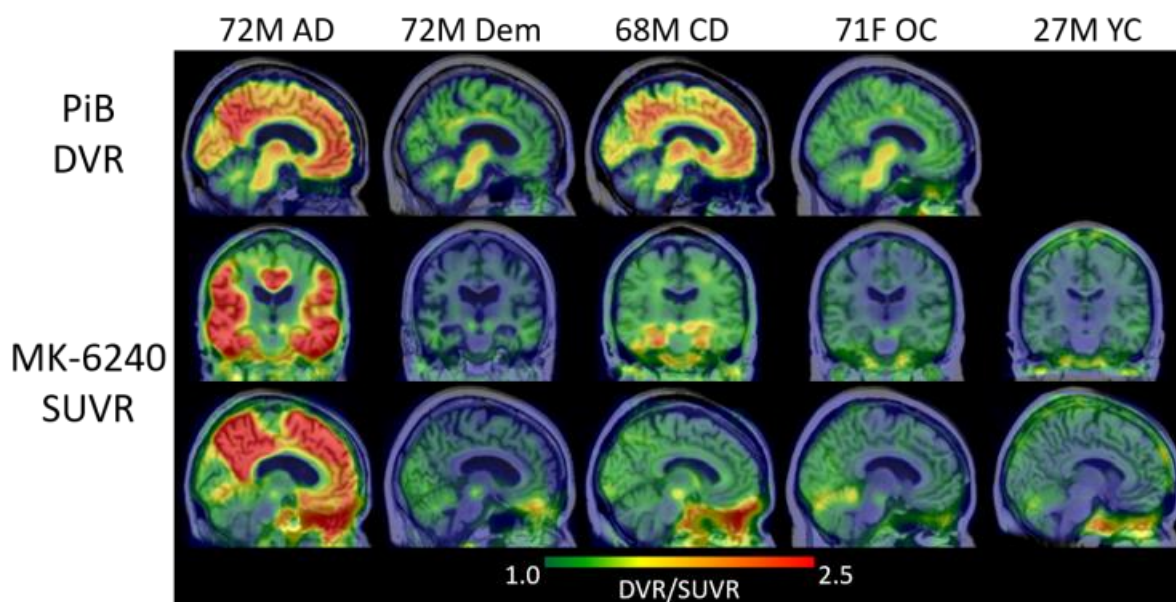 72M AD 72M Dem 68M CD 71F OC 27M YC
PiB
DVR
MK-6240
SUVR
1.0 2.5
DVR/SUVR